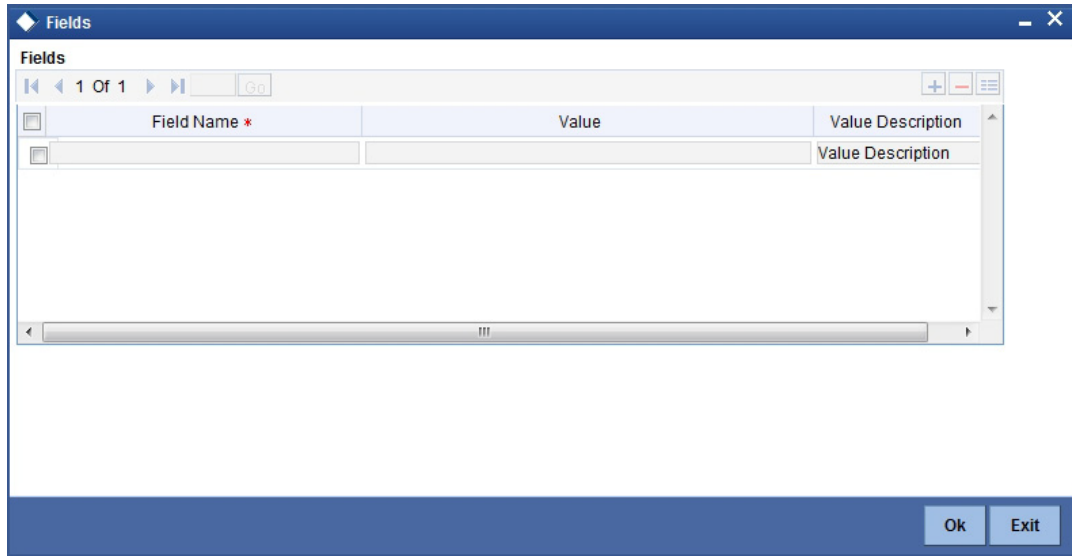 Fields
Fields
1 Of 1 Go
Field Name * Value Value Description
Value Description
Ok Exit